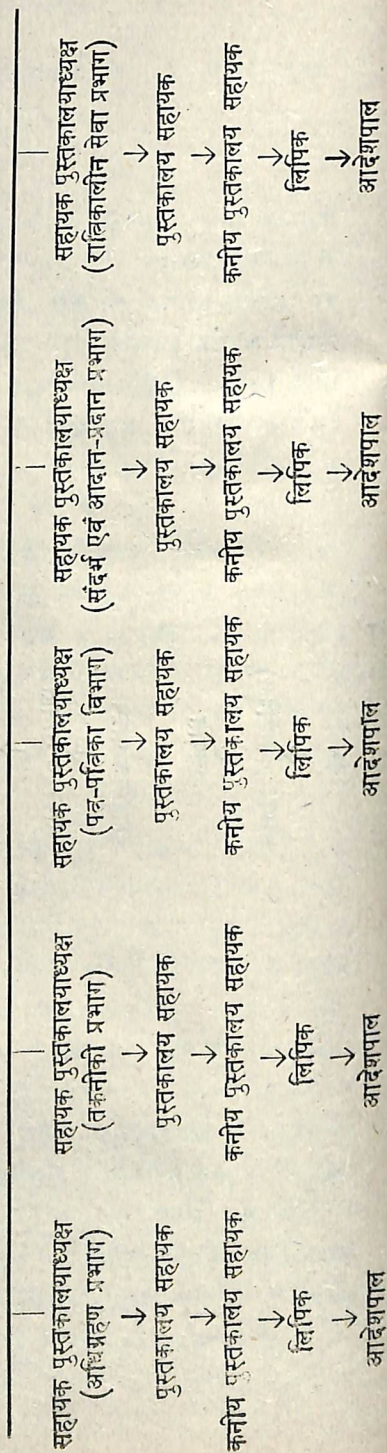 सहायक पुस्तकालयाध्यक्ष
(अधिग्रहण प्रभाग)
पुस्तकालय सहायक
कनीय पुस्तकालय सहायक
लिपिक
आदेशपाल
सहायक पुस्तकालयाध्यक्ष
(तकनीकी प्रभाग)
पुस्तकालय सहायक
कनीय पुस्तकालय सहायक
लिपिक
आदेशपाल
सहायक पुस्तकालयाध्यक्ष
(पत्र-पत्रिका विभाग)
पुस्तकालय सहायक
कनीय पुस्तकालय सहायक
लिपिक
आदेशपाल
सहायक पुस्तकालयाध्यक्ष
(संदर्भ एवं आदान-प्रदान प्रभाग)
पुस्तकालय सहायक
कनीय पुस्तकालय सहायक
लिपिक
आदेशपाल
सहायक पुस्तकालयाध्यक्ष
(रात्रिकालीन सेवा प्रभाग)
पुस्तकालय सहायक
कनीय पुस्तकालय सहायक
लिपिक
आदेशपाल